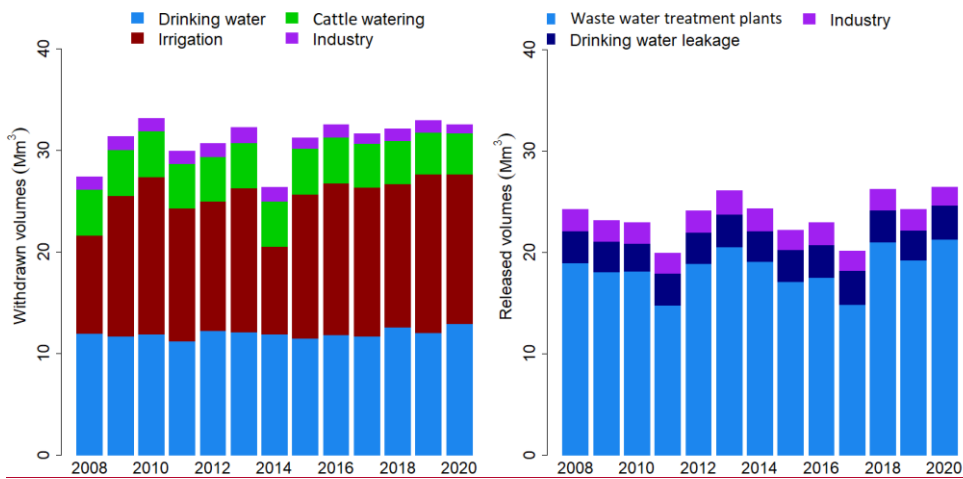 Drinking water
Cattle watering
Irrigation
Industry
Withdrawn volumes (Mm³)
40
30
20
10
0
2008 2010 2012 2014 2016 2018 2020
Waste water treatment plants
Industry
Drinking water leakage
Released volumes (Mm³)
40
30
20
10
0
2008 2010 2012 2014 2016 2018 2020